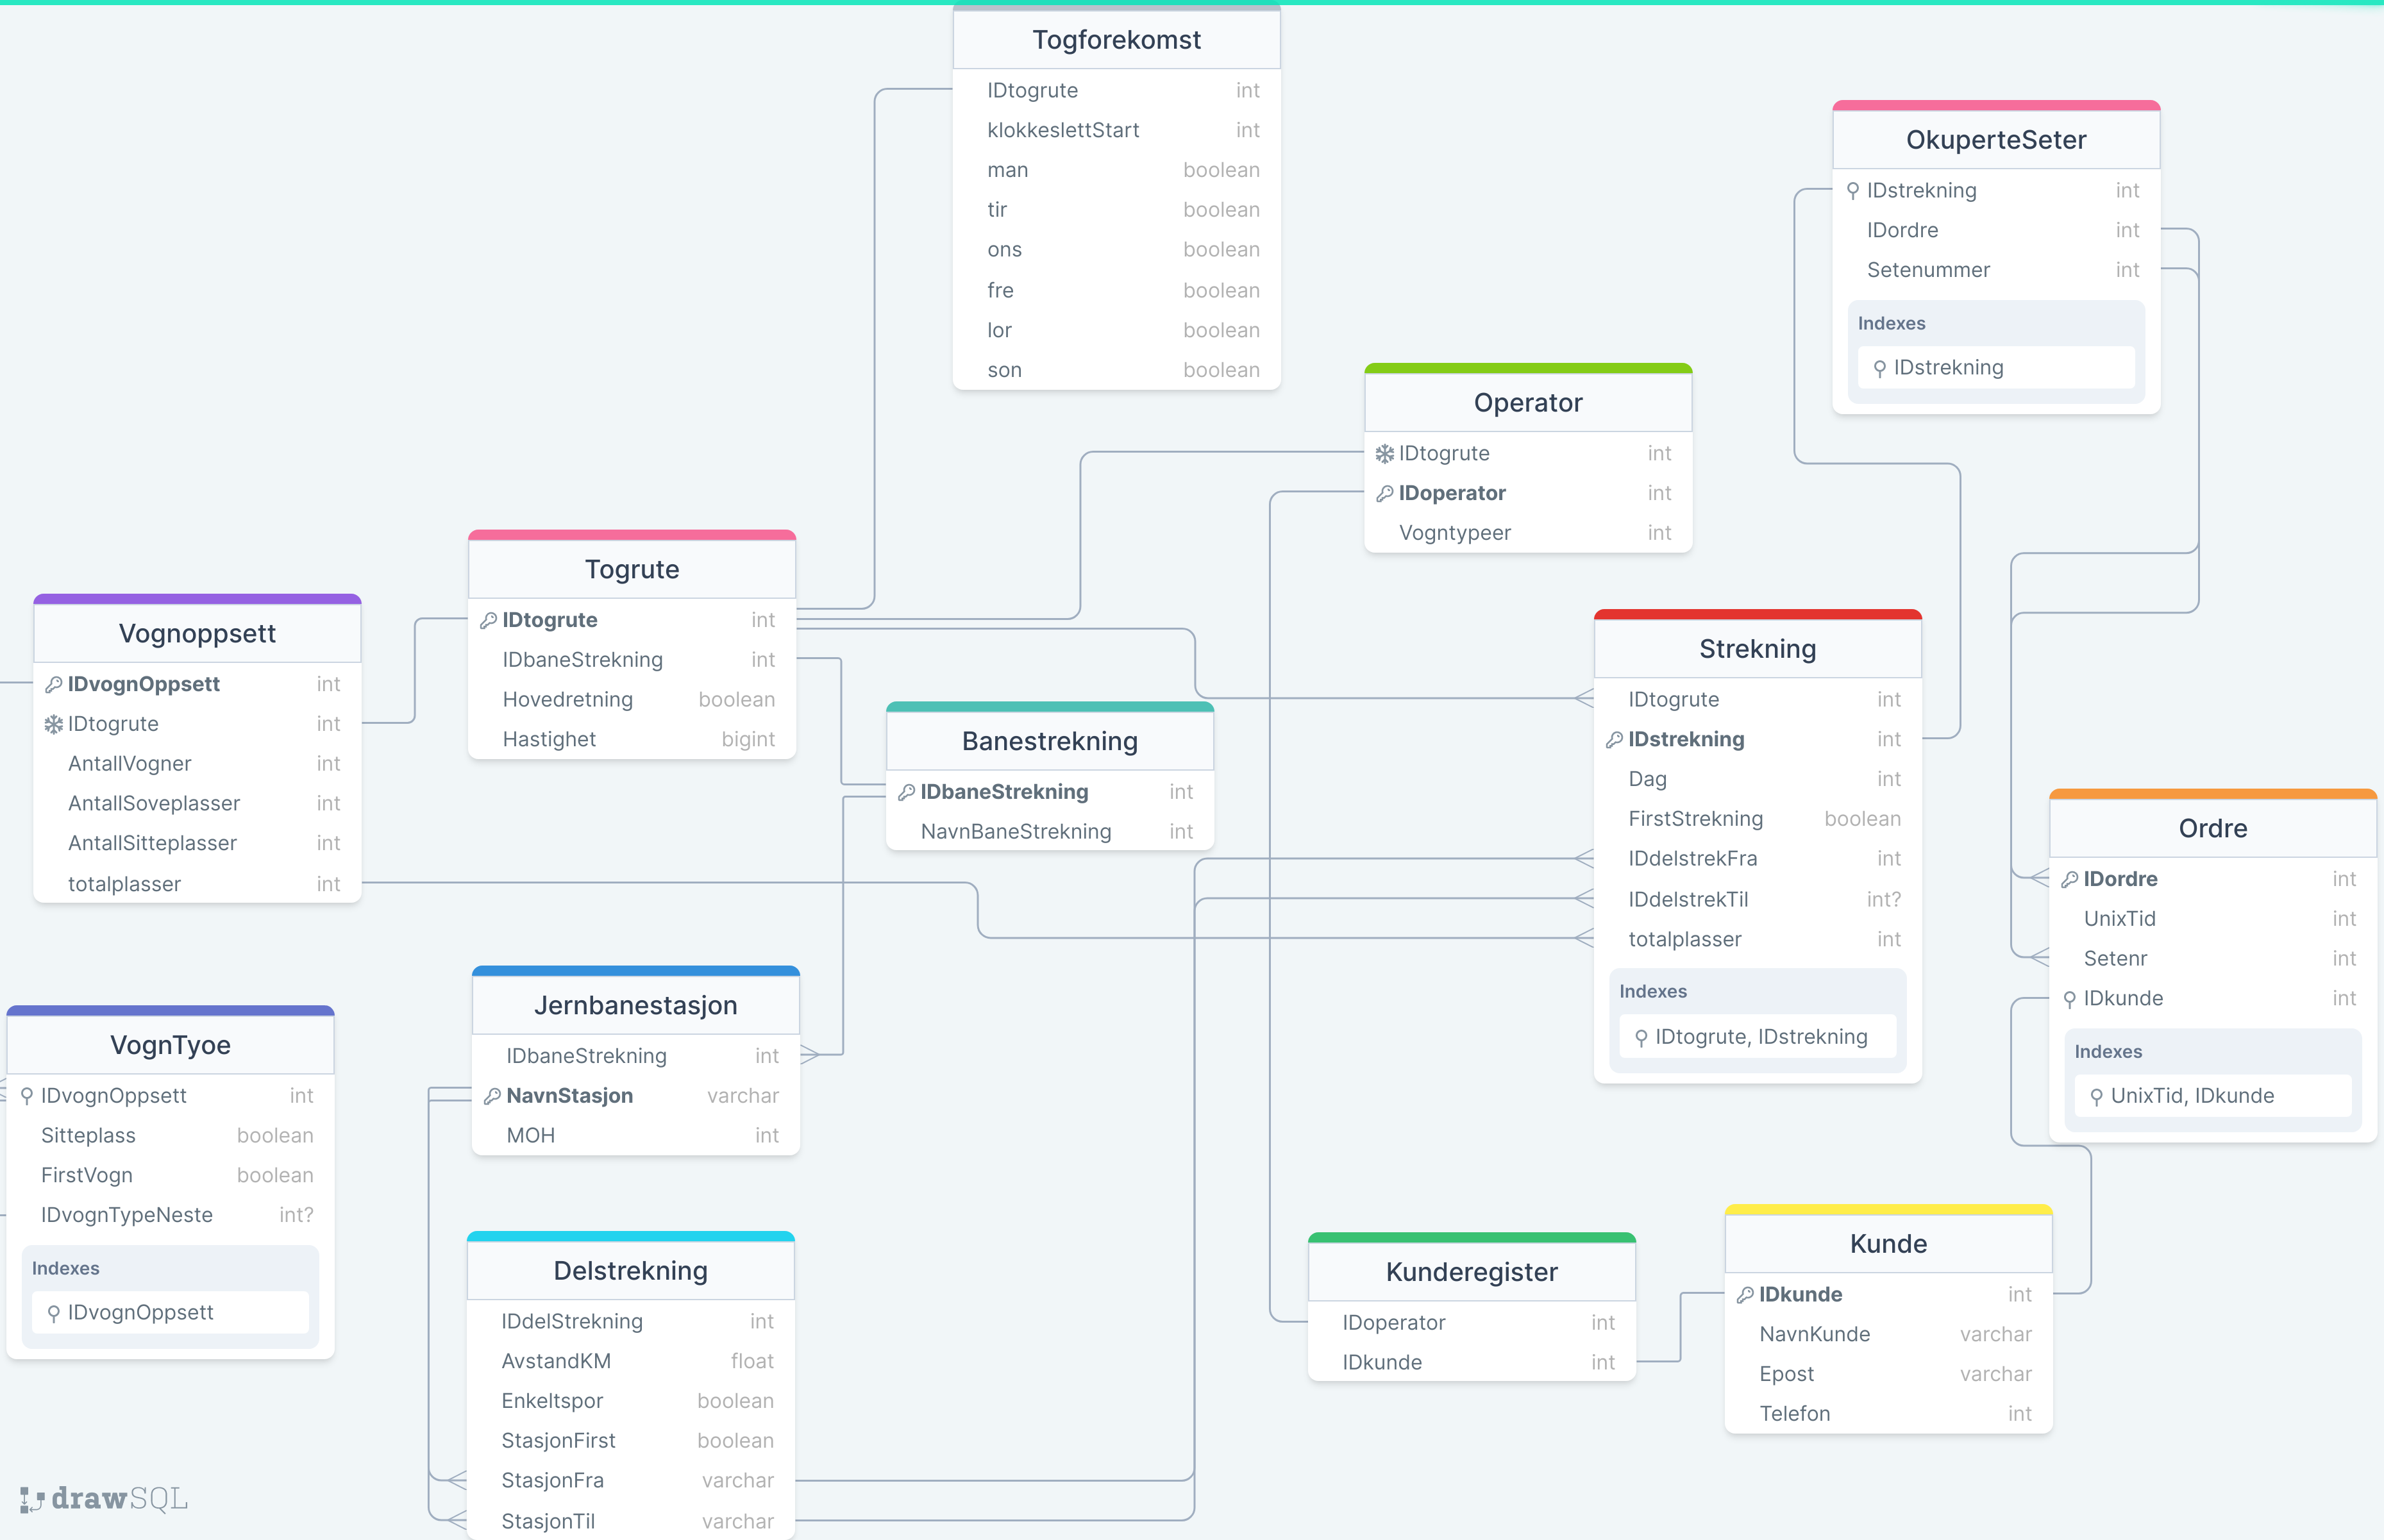 Togforekomst
IDtogrute int
klokkeslettStart int
man boolean
tir boolean
ons boolean
fre boolean
lor boolean
son boolean
OkuperteSeter
IDstrekning int
IDordre int
Setenummer int
Indexes
IDstrekning
Operator
IDtogrute int
IDoperator int
Vogntypeer int
Togrute
IDtogrute int
IDbaneStrekning int
Hovedretning boolean
Hastighet bigint
Vognoppsett
IDvognOppsett int
IDtogrute int
AntallVogner int
AntallSoveplasser int
AntallSitteplasser int
totalplasser int
Banestrekning
IDbaneStrekning int
NavnBaneStrekning int
Strekning
IDtogrute int
IDstrekning int
Dag int
FirstStrekning boolean
IDdelstrekFra int
IDdelstrekTil int?
totalplasser int
Indexes
IDtogrute, IDstrekning
Ordre
IDordre int
UnixTid int
Setenr int
IDkunde int
Indexes
UnixTid, IDkunde
Jernbanestasjon
IDbaneStrekning int
NavnStasjon varchar
MOH int
VognTyoe
IDvognOppsett int
Sitteplass boolean
FirstVogn boolean
IDvognTypeNeste int?
Indexes
IDvognOppsett
Delstrekning
IDdelStrekning int
AvstandKM float
Enkeltspor boolean
StasjonFirst boolean
StasjonFra varchar
StasjonTil varchar
Kunderegister
IDoperator int
IDkunde int
Kunde
IDkunde int
NavnKunde varchar
Epost varchar
Telefon int
drawSQL